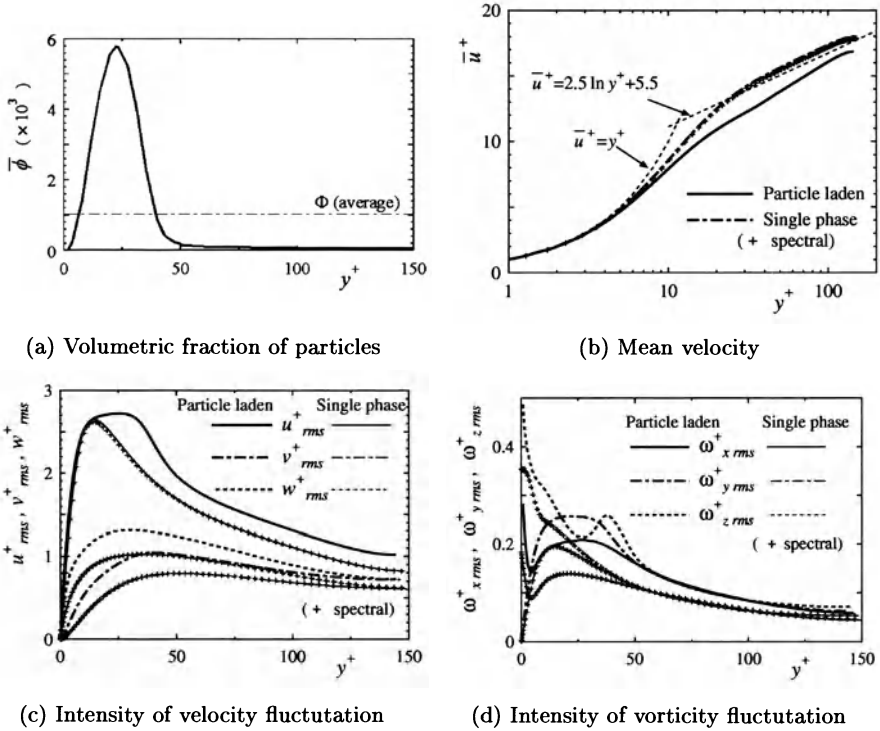 6
4
2
0
ϕ̅ (×10³)
Φ (average)
0 50 100 150
y⁺
(a) Volumetric fraction of particles
20
10
0
u̅⁺
u̅⁺=2.5 ln y⁺+5.5
u̅⁺=y⁺
Particle laden
Single phase
( + spectral)
1 10 100
y⁺
(b) Mean velocity
3
2
1
0
u⁺rms, v⁺rms, w⁺rms
Particle laden Single phase
u⁺rms
v⁺rms
w⁺rms
( + spectral)
0 50 100 150
y⁺
(c) Intensity of velocity fluctutation
0.4
0.2
0
ω⁺x rms, ω⁺y rms, ω⁺z rms
Particle laden Single phase
ω⁺x rms
ω⁺y rms
ω⁺z rms
( + spectral)
0 50 100 150
y⁺
(d) Intensity of vorticity fluctutation